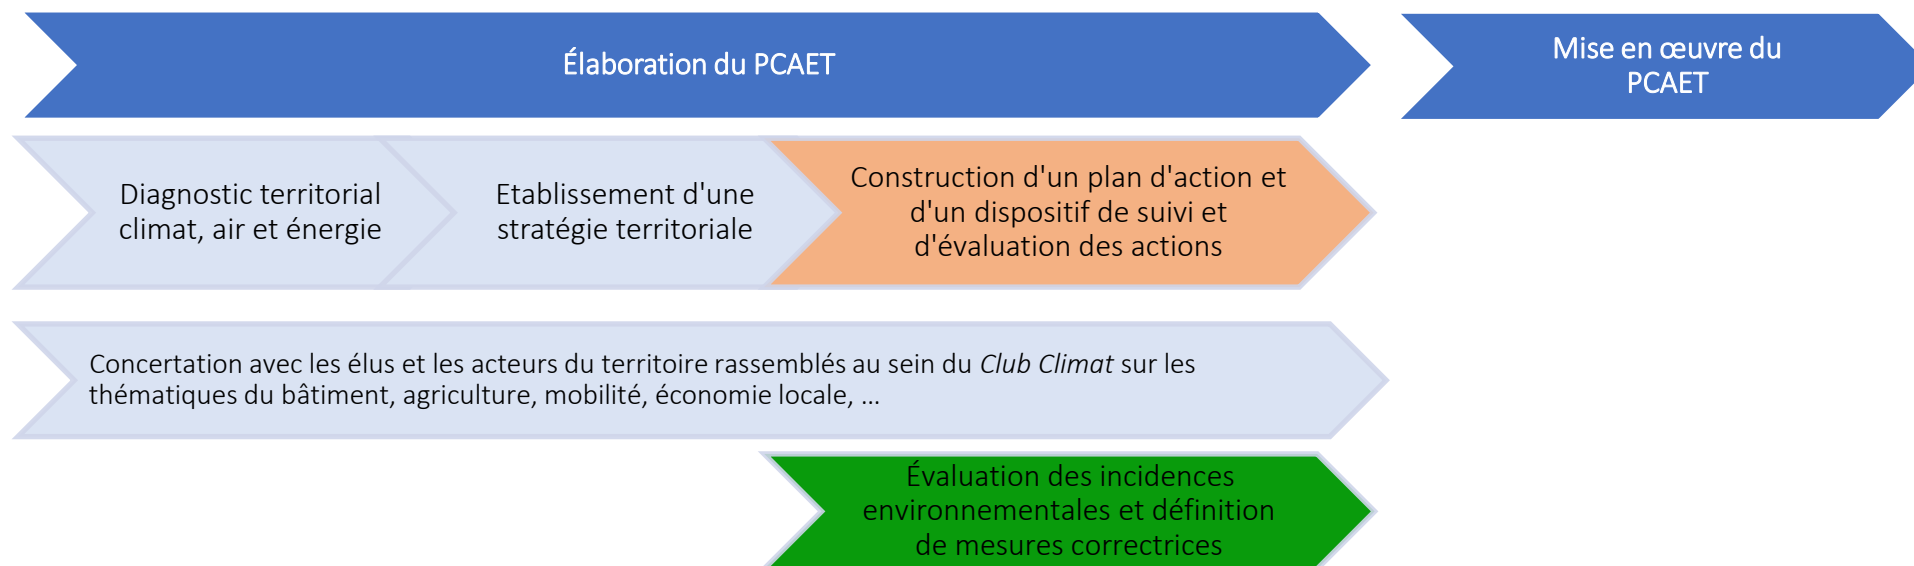 Élaboration du PCAET
Mise en œuvre du
PCAET
Diagnostic territorial
climat, air et énergie
Etablissement d'une
stratégie territoriale
Construction d'un plan d'action et
d'un dispositif de suivi et
d'évaluation des actions
Concertation avec les élus et les acteurs du territoire rassemblés au sein du Club Climat sur les
thématiques du bâtiment, agriculture, mobilité, économie locale, ...
Évaluation des incidences
environnementales et définition
de mesures correctrices